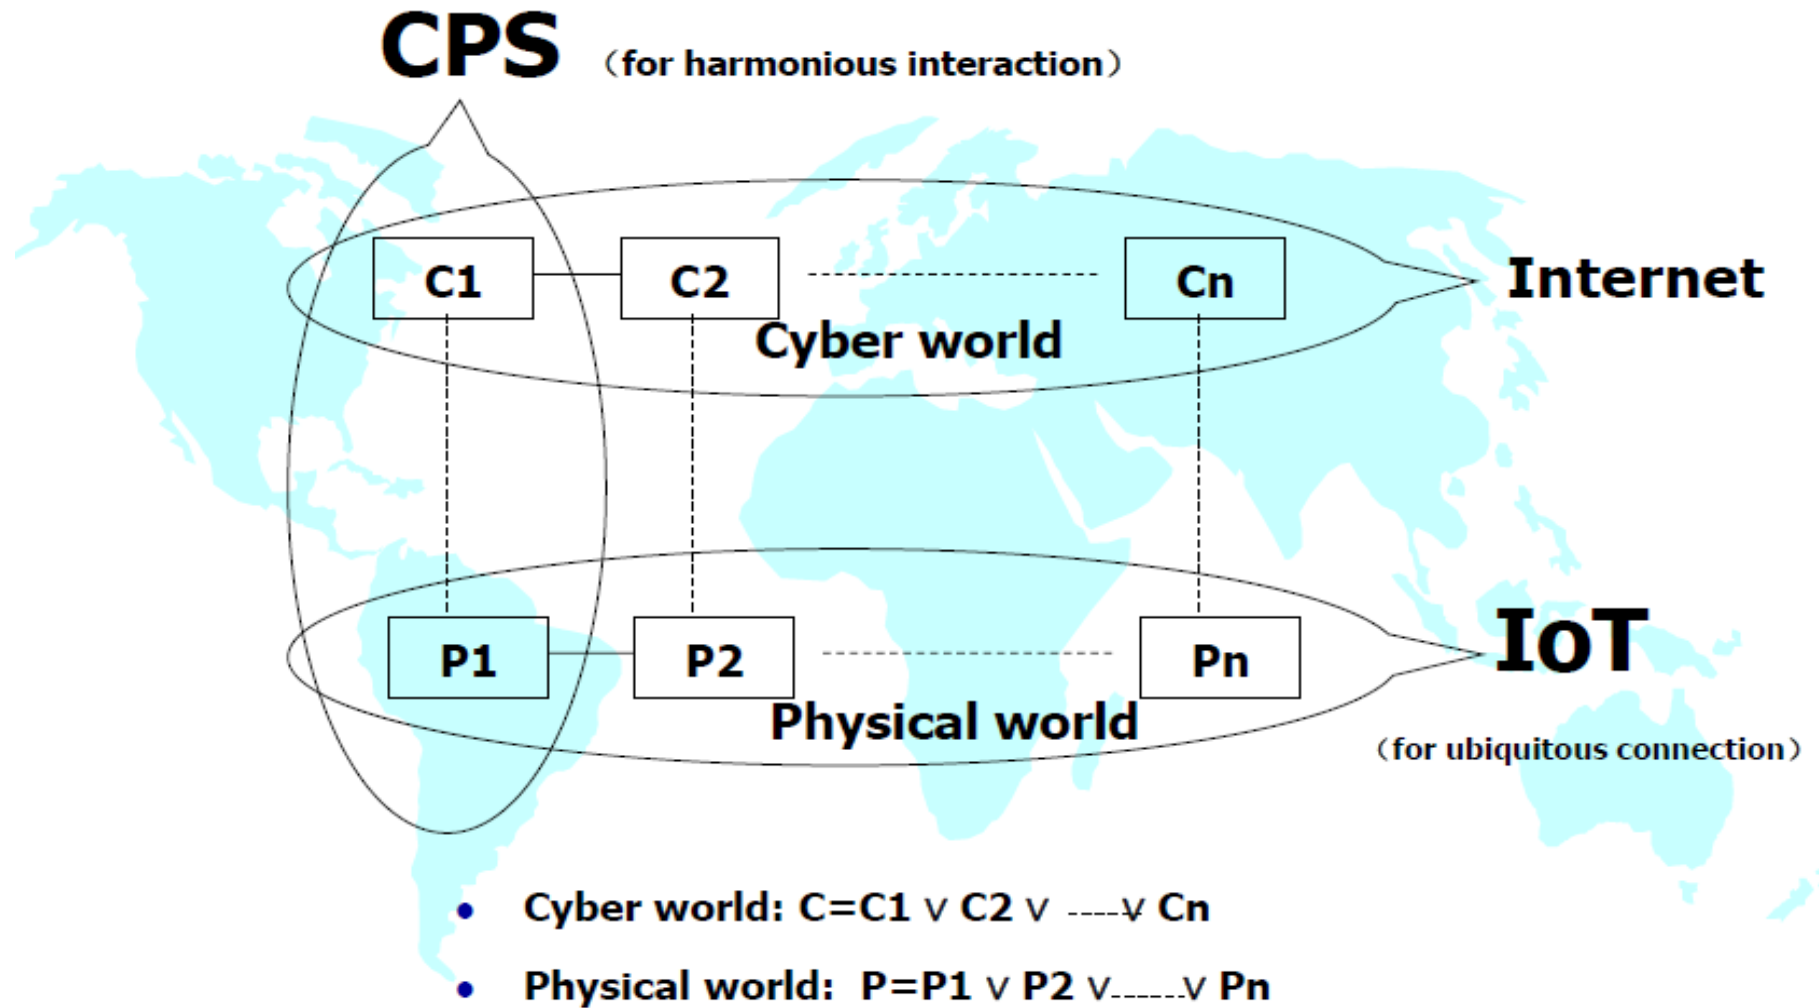 CPS （for harmonious interaction）
C1 C2 Cn Internet
Cyber world
P1 P2 Pn IoT
Physical world
（for ubiquitous connection）
• Cyber world: C=C1 ∨ C2 ∨ -----∨ Cn
• Physical world: P=P1 ∨ P2 ∨------∨ Pn